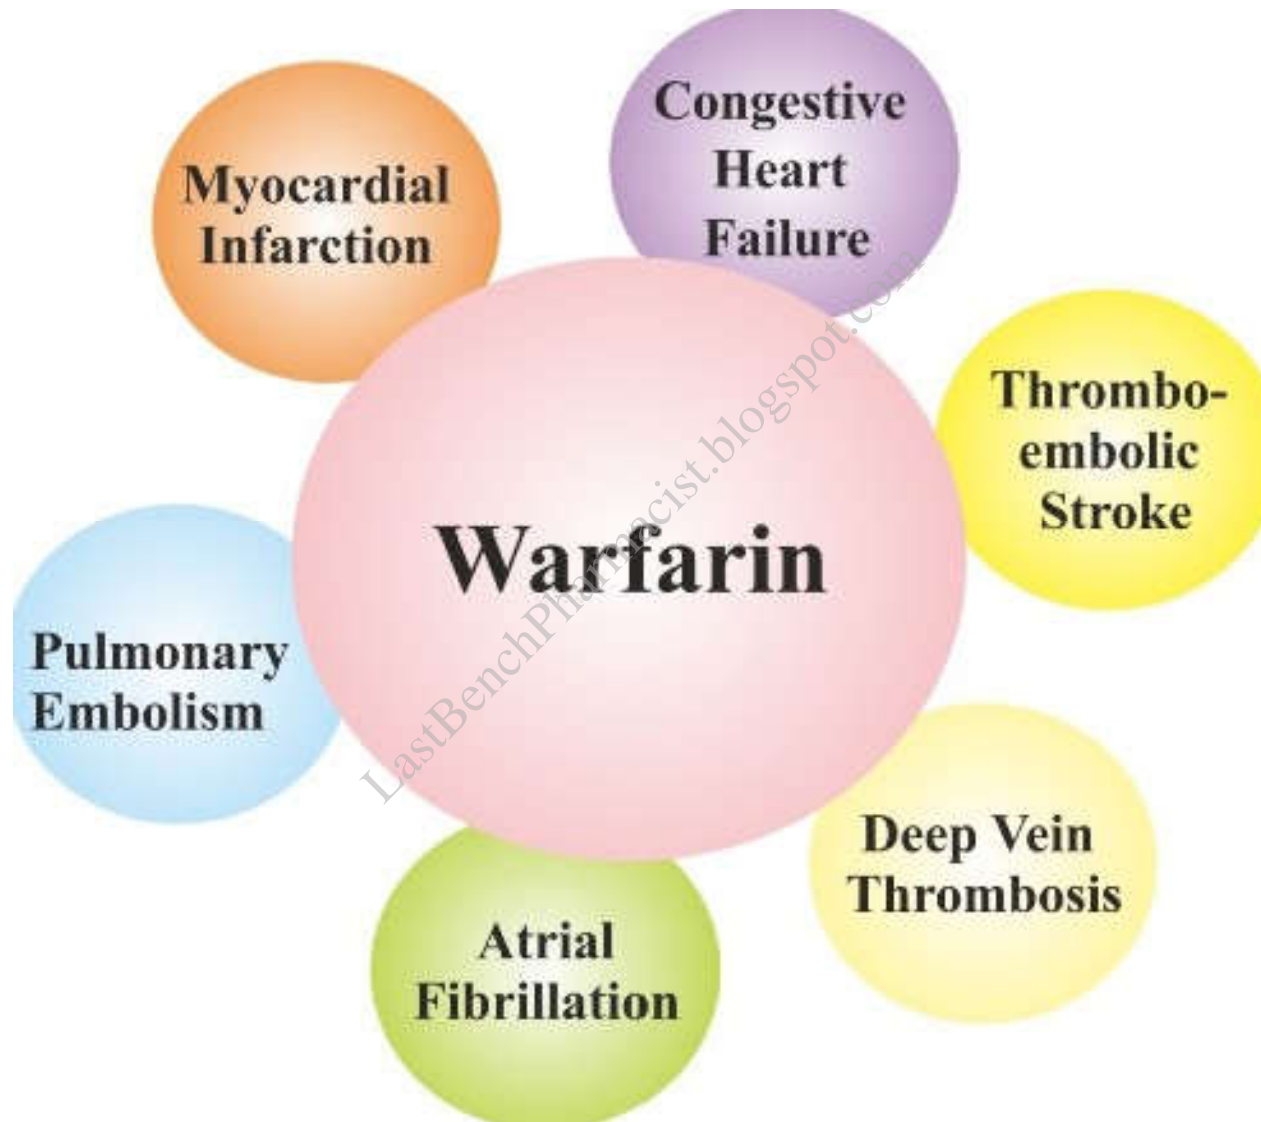 Congestive
Heart
Failure
Myocardial
Infarction
Thrombo-
embolic
Stroke
Warfarin
Pulmonary
Embolism
Deep Vein
Thrombosis
Atrial
Fibrillation
LastBenchPharmacist.blogspot.com